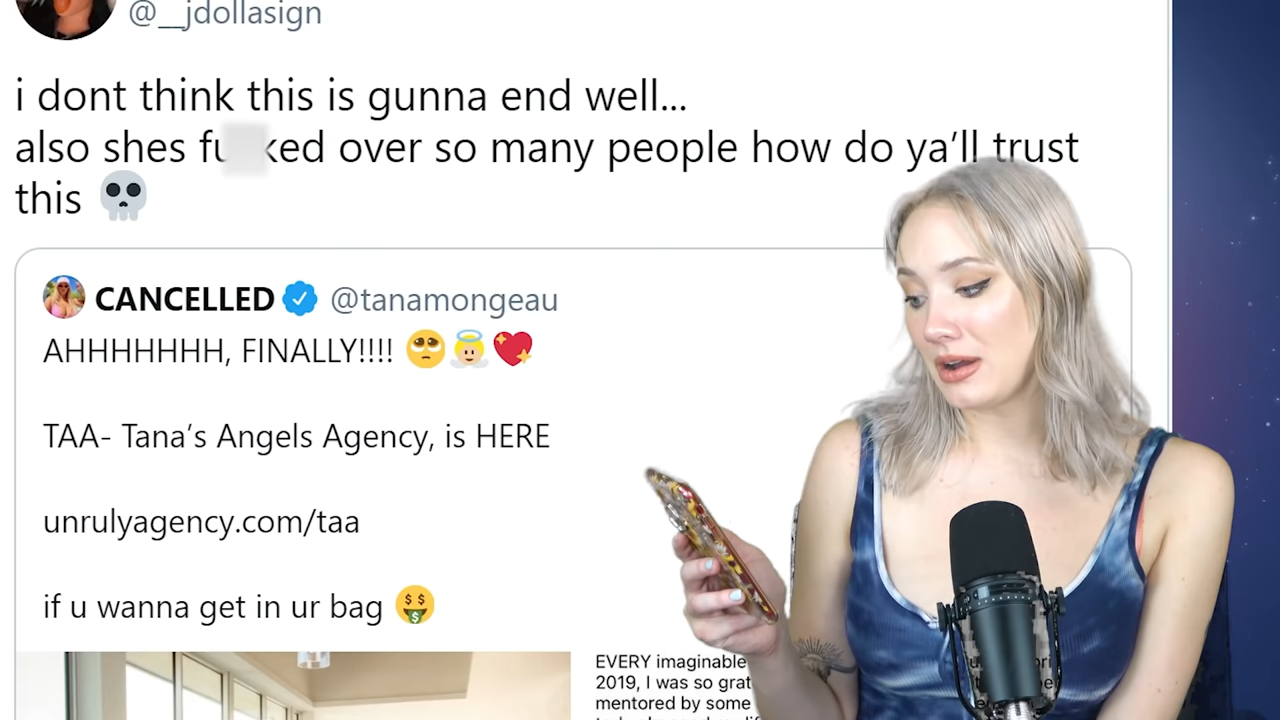 @__jdollasign
i dont think this is gunna end well...
also shes fu ked over so many people how do ya'll trust
this 💀
CANCELLED @tanamongeau
AHHHHHHH, FINALLY!!!! 🥺👼💖
TAA- Tana's Angels Agency, is HERE
unrulyagency.com/taa
if u wanna get in ur bag 🤑
EVERY imaginable
2019, I was so grat
mentored by some